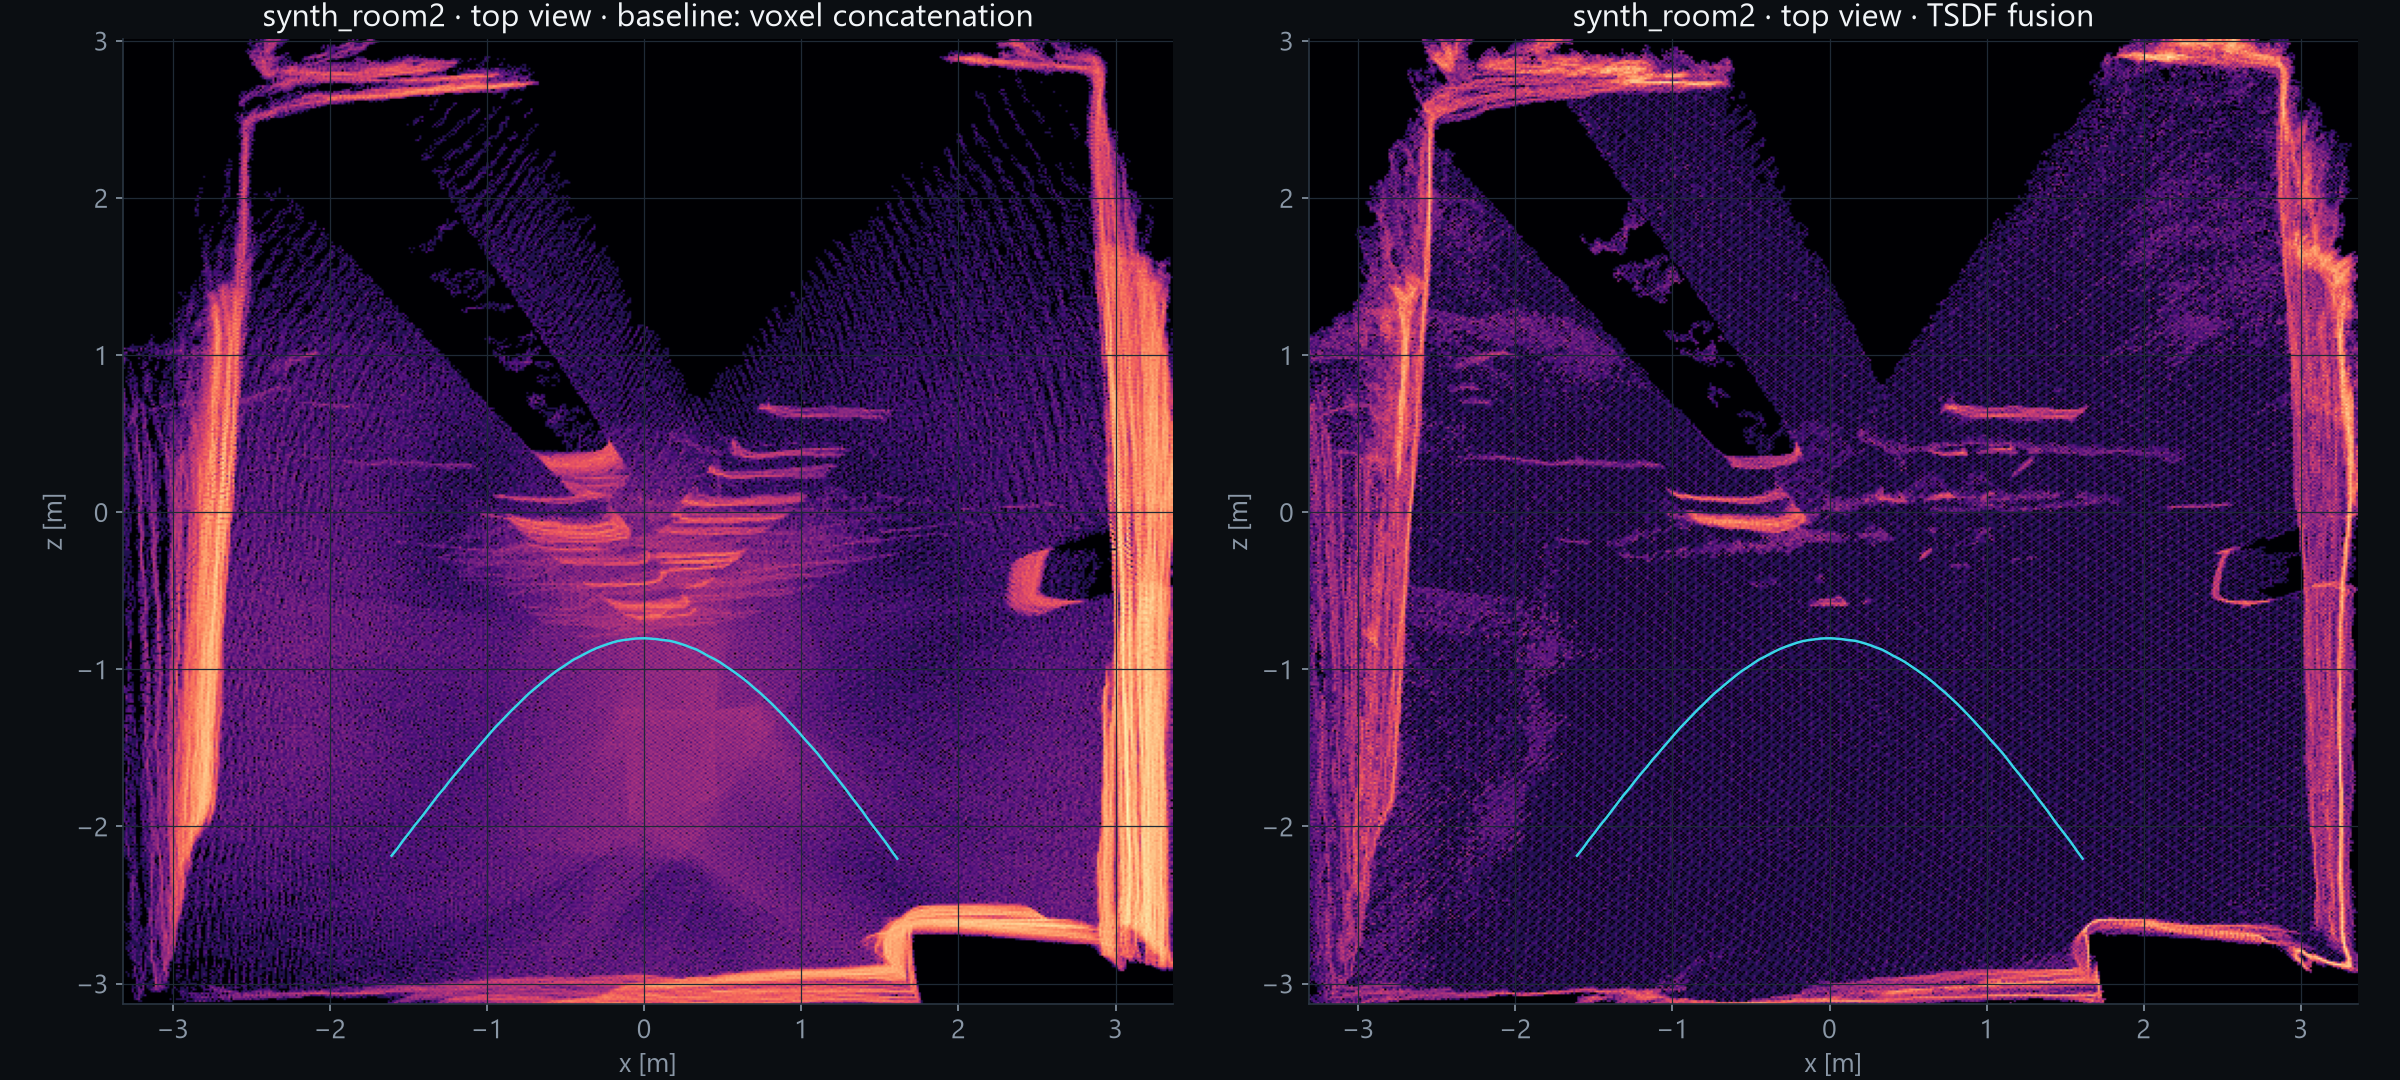 synth_room2 · top view · baseline: voxel concatenation
3
2
1
0
−1
−2
−3
z [m]
−3 −2 −1 0 1 2 3
x [m]
synth_room2 · top view · TSDF fusion
3
2
1
0
−1
−2
−3
z [m]
−3 −2 −1 0 1 2 3
x [m]